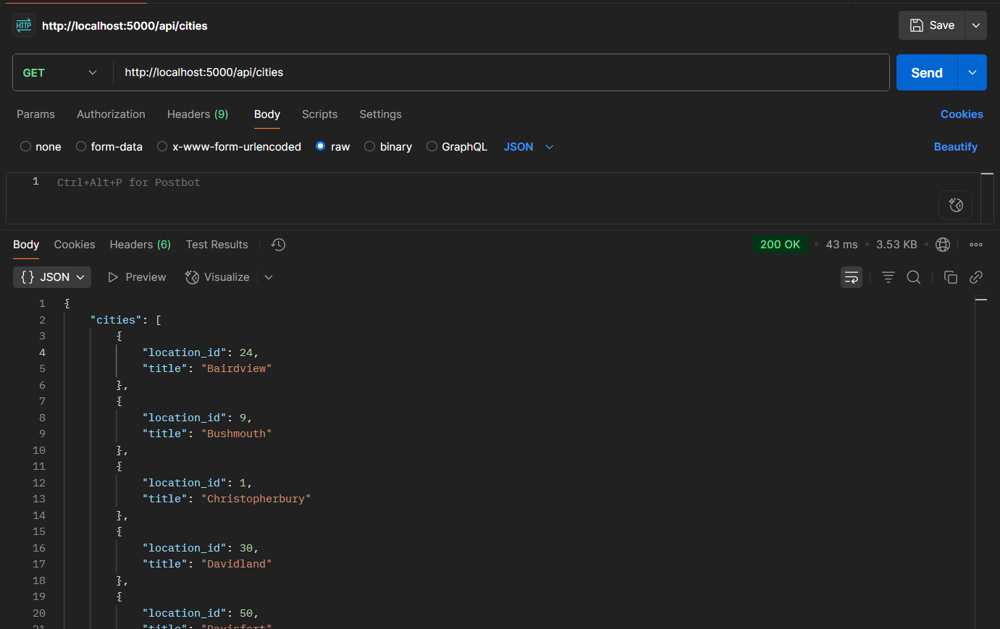 HTTP http://localhost:5000/api/cities Save
GET http://localhost:5000/api/cities Send
Params Authorization Headers (9) Body Scripts Settings Cookies
none form-data x-www-form-urlencoded raw binary GraphQL JSON Beautify
1 Ctrl+Alt+P for Postbot
Body Cookies Headers (6) Test Results 200 OK • 43 ms • 3.53 KB •
{} JSON Preview Visualize
1 {
2 "cities": [
3 {
4 "location_id": 24,
5 "title": "Bairdview"
6 },
7 {
8 "location_id": 9,
9 "title": "Bushmouth"
10 },
11 {
12 "location_id": 1,
13 "title": "Christopherbury"
14 },
15 {
16 "location_id": 30,
17 "title": "Davidland"
18 },
19 {
20 "location_id": 50,
21 "title": "Davisfort"